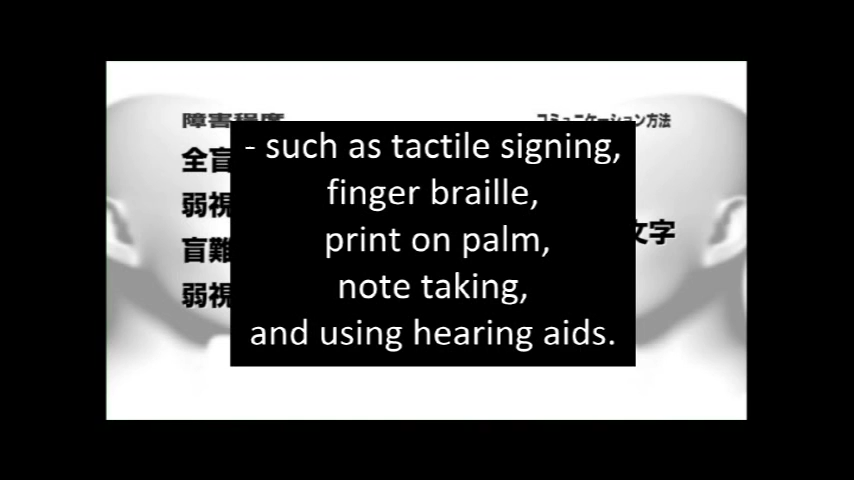 障害程度
コミュニケーション方法
全盲
弱視
盲難
弱視
文字
- such as tactile signing,
finger braille,
print on palm,
note taking,
and using hearing aids.